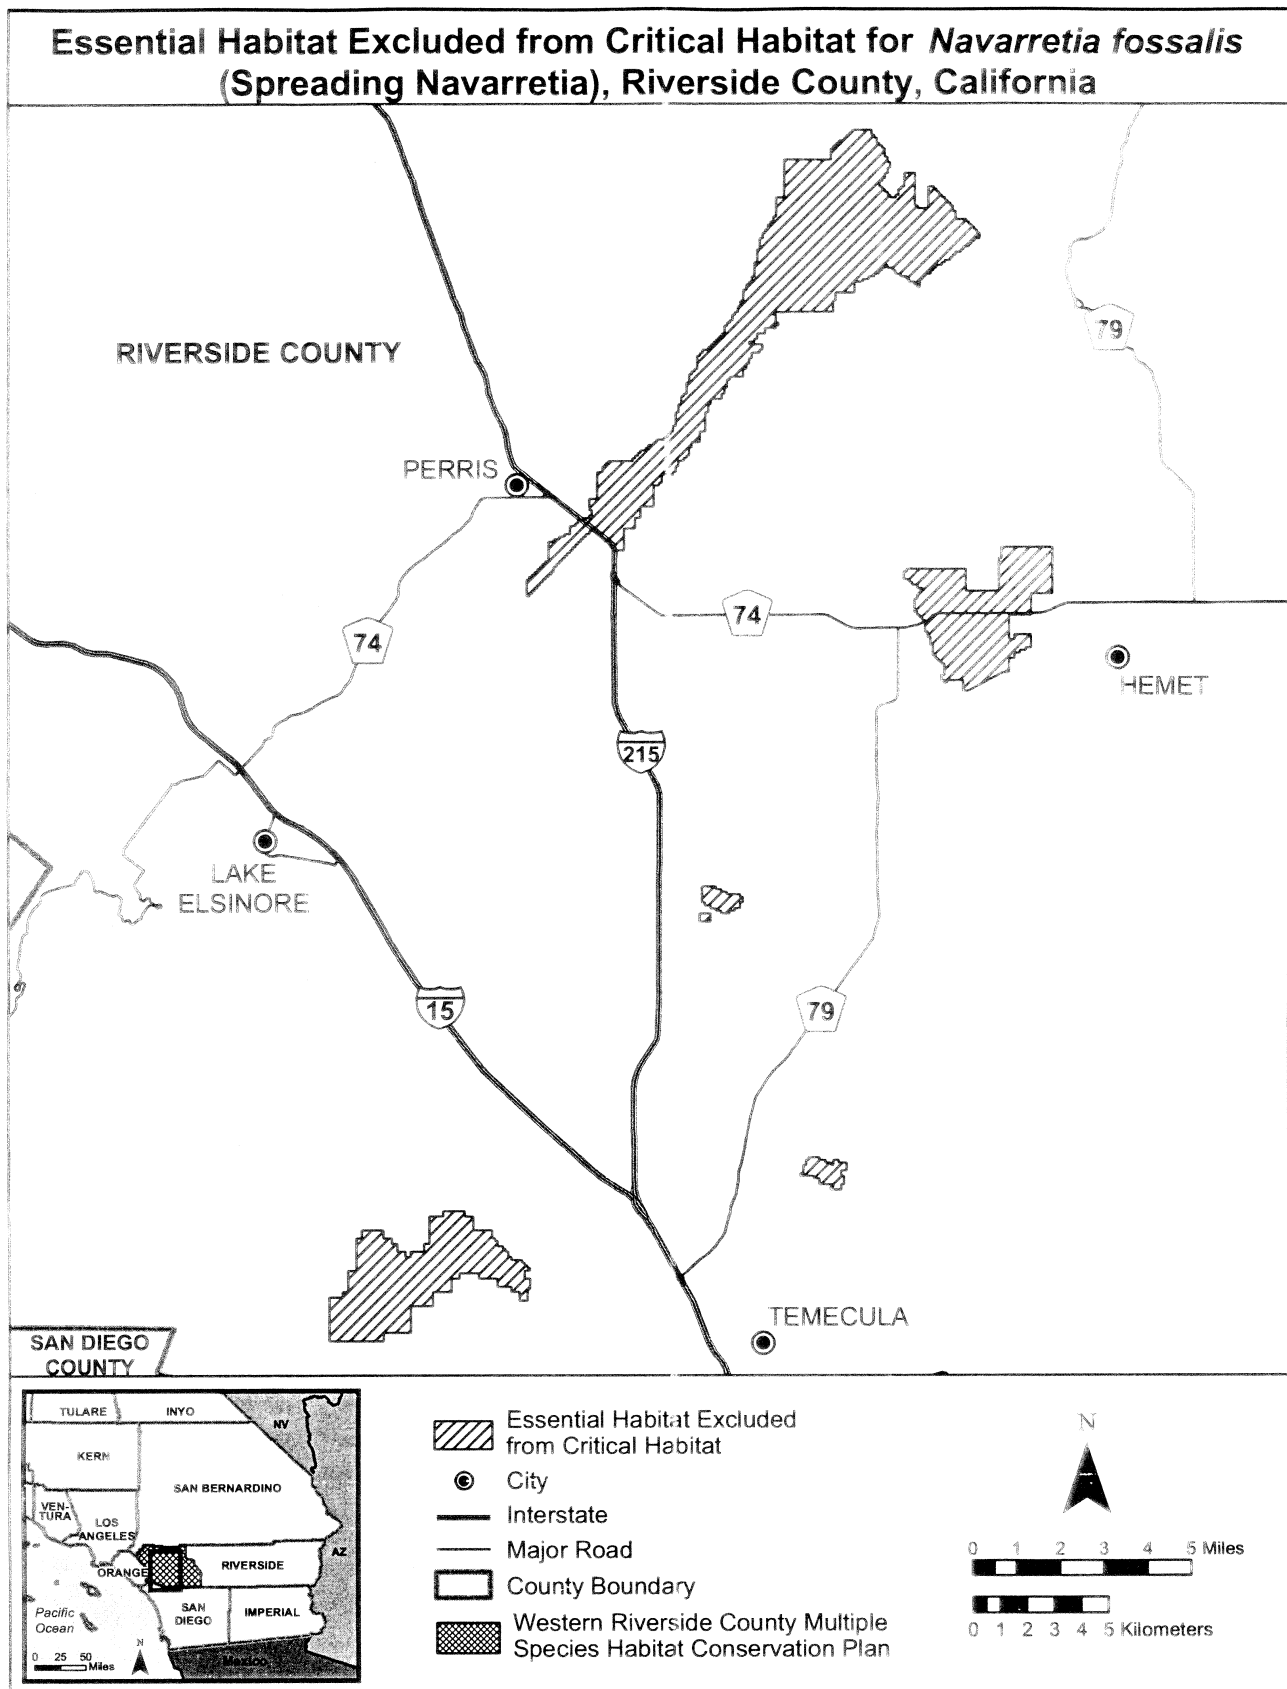 Essential Habitat Excluded from Critical Habitat for Navarretia fossalis
(Spreading Navarretia), Riverside County, California
79
RIVERSIDE COUNTY
PERRIS
74
74
HEMET
215
LAKE
ELSINORE
15
79
TEMECULA
SAN DIEGO
COUNTY
TULARE
INYO
NV
KERN
SAN BERNARDINO
VEN-
TURA
LOS
ANGELES
AZ
ORANGE
RIVERSIDE
SAN
DIEGO
IMPERIAL
Pacific
Ocean
N
0 25 50
Miles
Mexico
Essential Habitat Excluded
from Critical Habitat
City
Interstate
Major Road
County Boundary
Western Riverside County Multiple
Species Habitat Conservation Plan
N
0 1 2 3 4 5 Miles
0 1 2 3 4 5 Kilometers